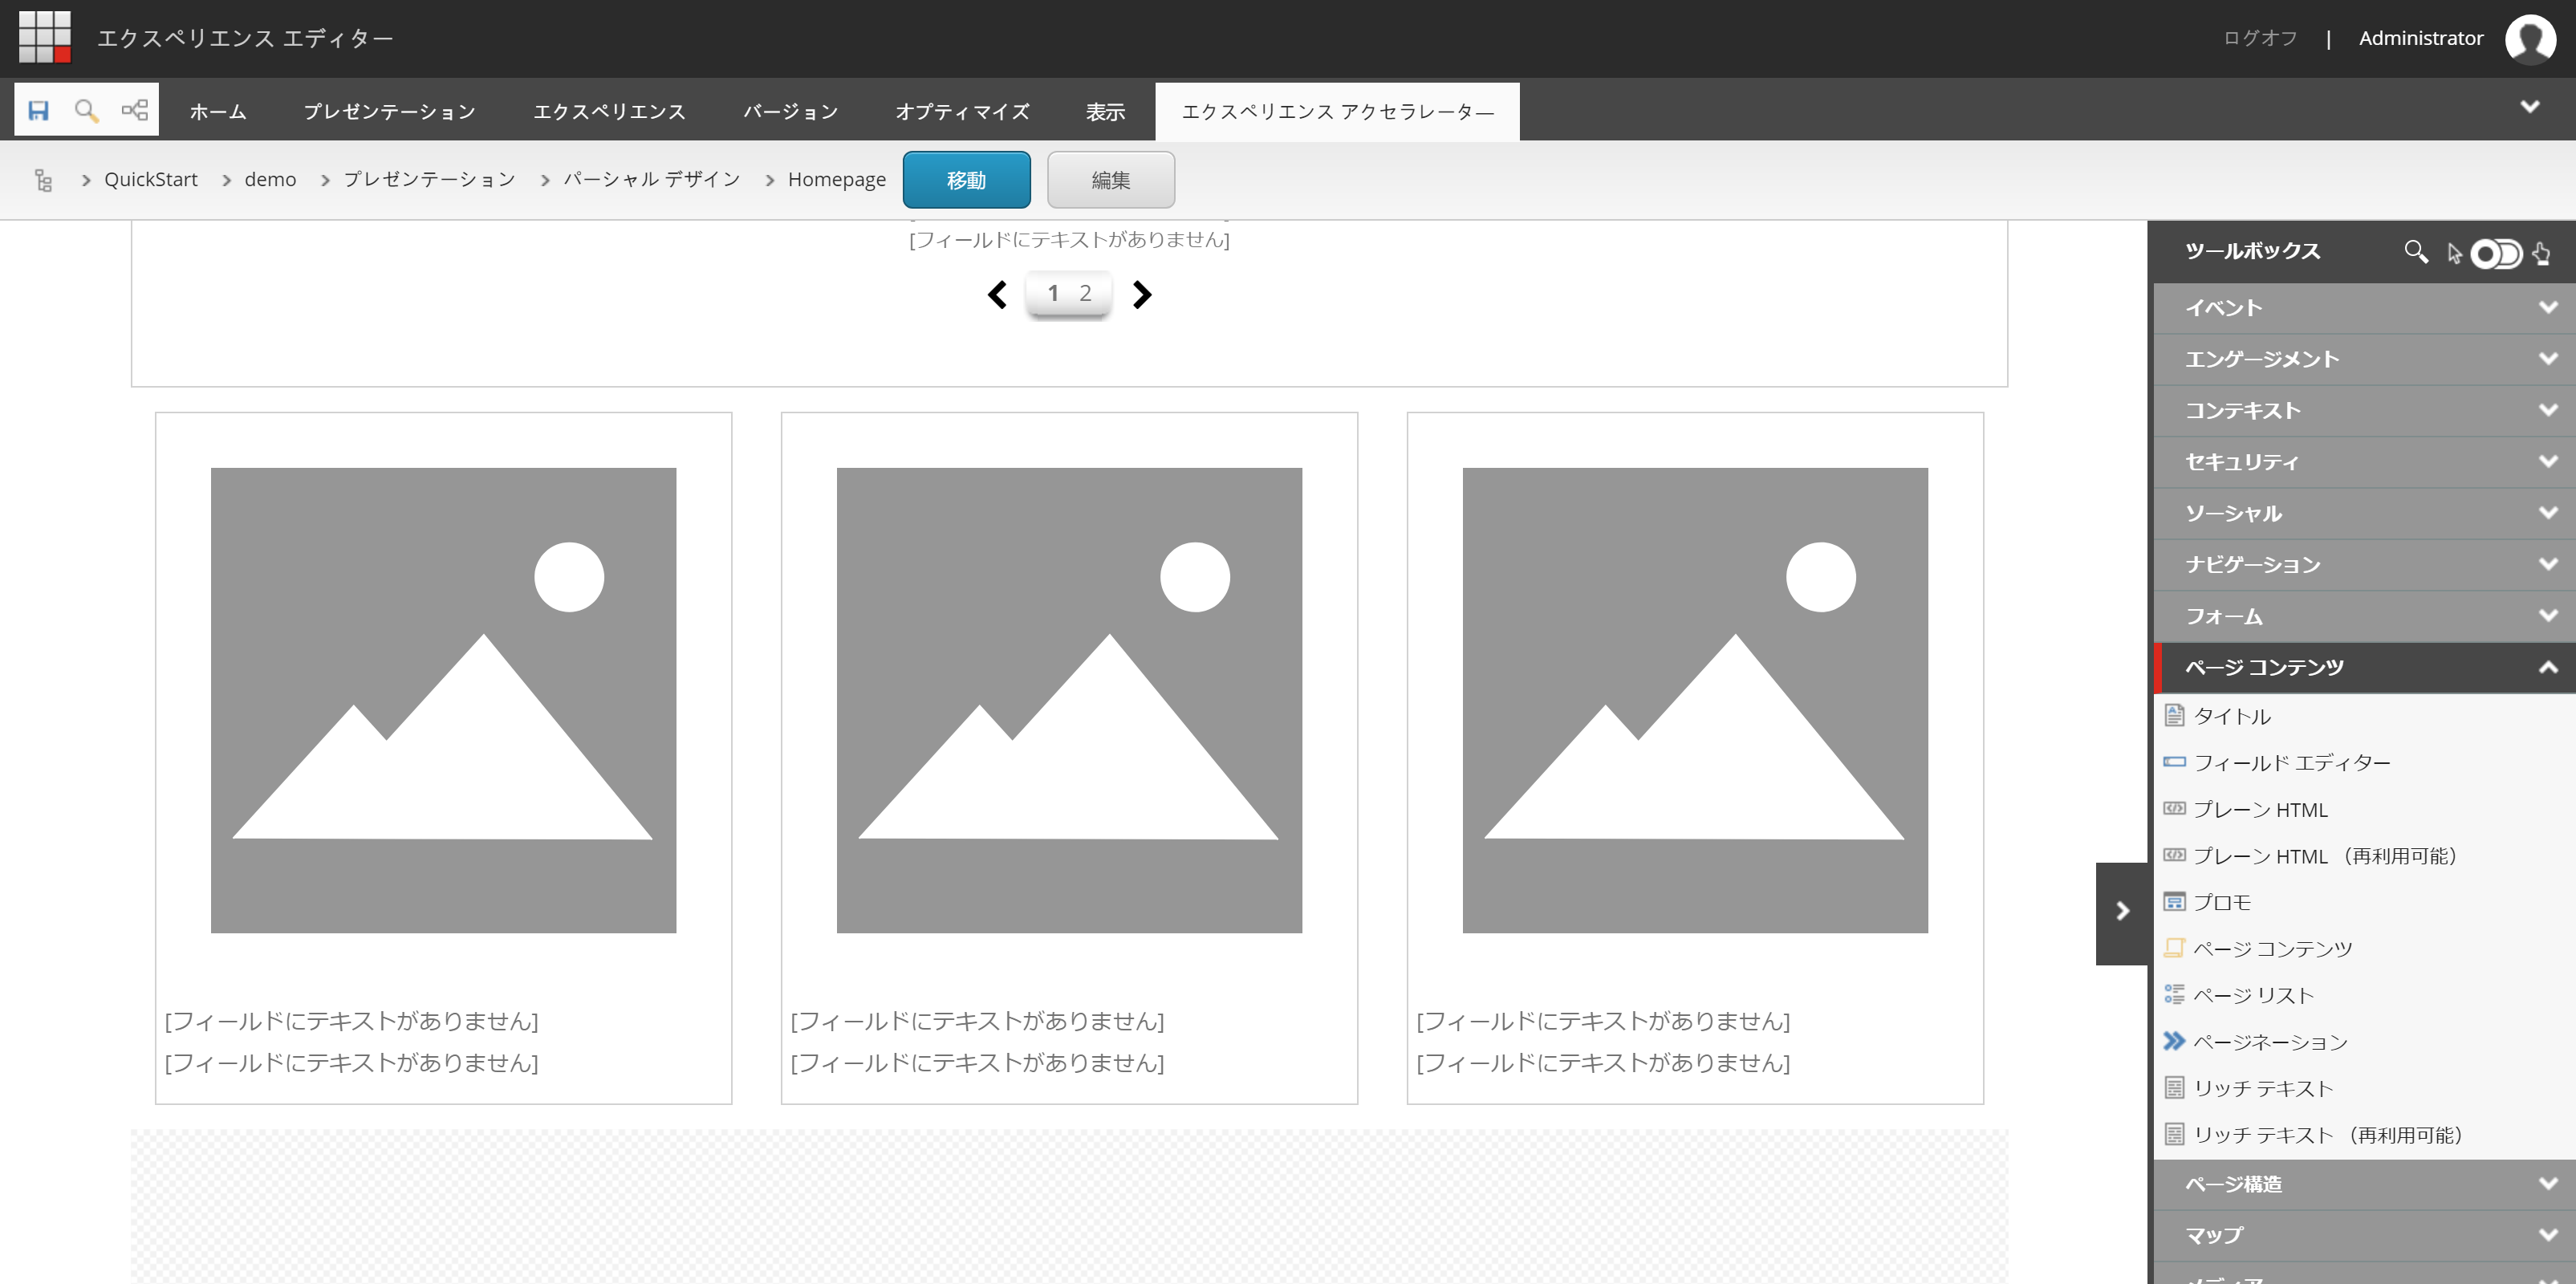 エクスペリエンス エディター
ログオフ | Administrator
ホーム プレゼンテーション エクスペリエンス バージョン オプティマイズ 表示 エクスペリエンス アクセラレーター
QuickStart demo プレゼンテーション パーシャル デザイン Homepage 移動 編集
[フィールドにテキストがありません]
1 2
[フィールドにテキストがありません]
[フィールドにテキストがありません]
[フィールドにテキストがありません]
[フィールドにテキストがありません]
[フィールドにテキストがありません]
[フィールドにテキストがありません]
ツールボックス
イベント
エンゲージメント
コンテキスト
セキュリティ
ソーシャル
ナビゲーション
フォーム
ページ コンテンツ
タイトル
フィールド エディター
プレーン HTML
プレーン HTML （再利用可能）
プロモ
ページ コンテンツ
ページ リスト
ページネーション
リッチ テキスト
リッチ テキスト （再利用可能）
ページ構造
マップ